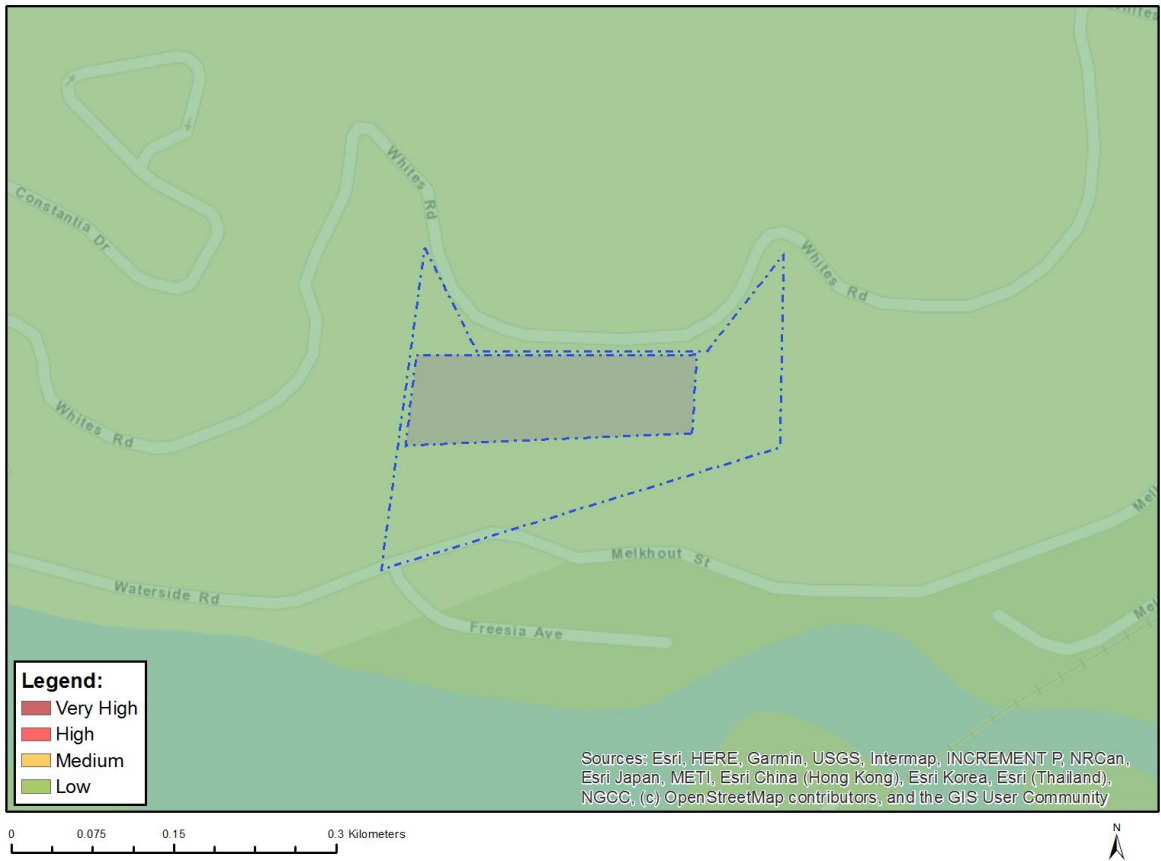 Whites
Whites Rd
Constantia Dr
Whites Rd
Whites Rd
Melkhout St
Waterside Rd
Freesia Ave
Legend:
Very High
High
Medium
Low
Sources: Esri, HERE, Garmin, USGS, Intermap, INCREMENT P, NRCan,
Esri Japan, METI, Esri China (Hong Kong), Esri Korea, Esri (Thailand),
NGCC, (c) OpenStreetMap contributors, and the GIS User Community
0 0.075 0.15 0.3 Kilometers
N